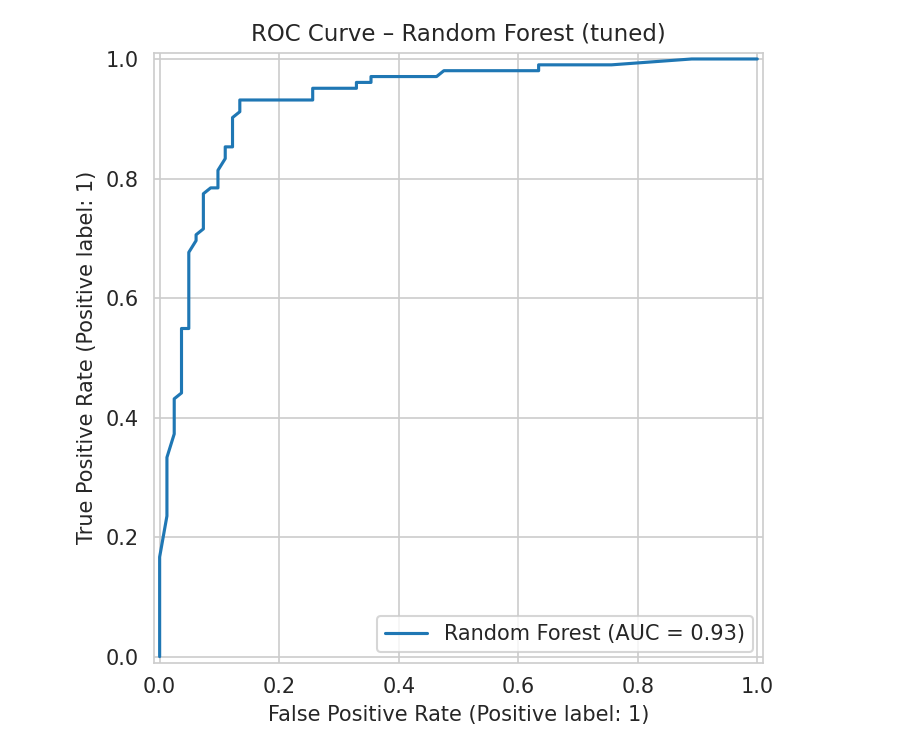 ROC Curve – Random Forest (tuned)
True Positive Rate (Positive label: 1)
1.0
0.8
0.6
0.4
0.2
0.0
Random Forest (AUC = 0.93)
0.0 0.2 0.4 0.6 0.8 1.0
False Positive Rate (Positive label: 1)